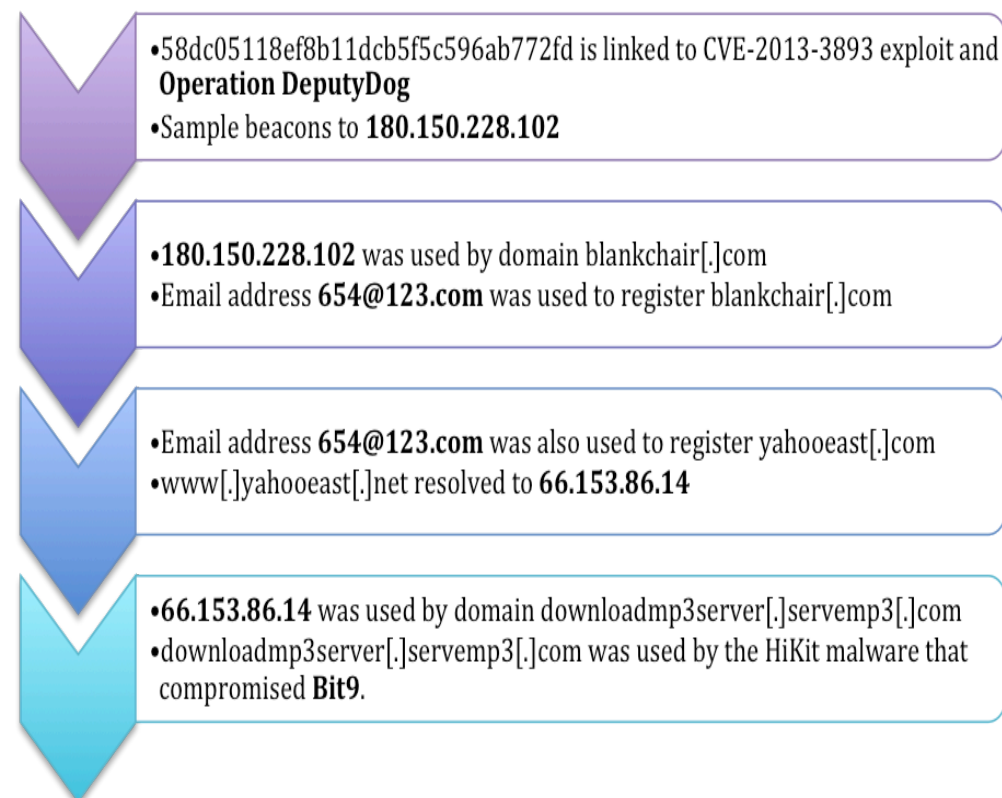 •58dc05118ef8b11dcb5f5c596ab772fd is linked to CVE-2013-3893 exploit and
Operation DeputyDog
•Sample beacons to 180.150.228.102
•180.150.228.102 was used by domain blankchair[.]com
•Email address 654@123.com was used to register blankchair[.]com
•Email address 654@123.com was also used to register yahooeast[.]com
•www[.]yahooeast[.]net resolved to 66.153.86.14
•66.153.86.14 was used by domain downloadmp3server[.]servemp3[.]com
•downloadmp3server[.]servemp3[.]com was used by the HiKit malware that
compromised Bit9.